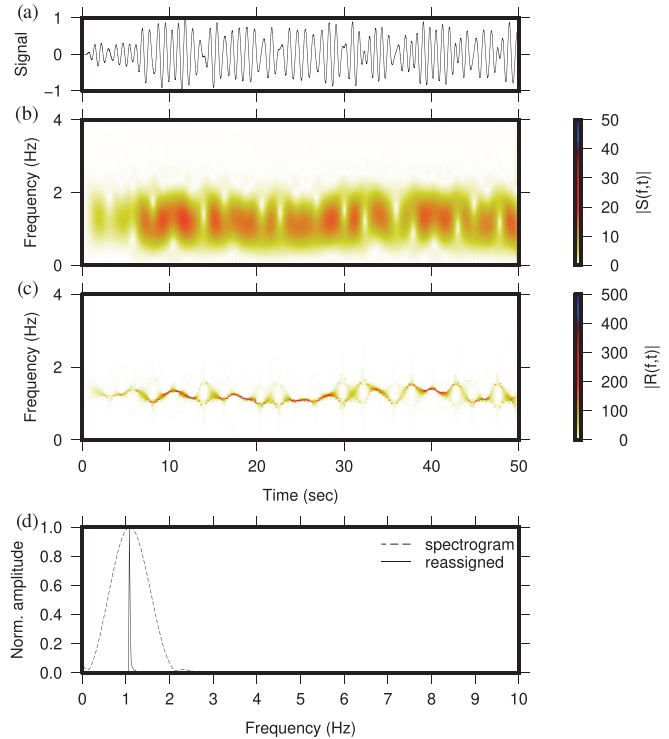 (a)
1
0
−1
Signal
(b)
4
2
0
Frequency (Hz)
50
40
30
20
10
0
|S(f,t)|
(c)
4
2
0
Frequency (Hz)
500
400
300
200
100
0
|R(f,t)|
0 10 20 30 40 50
Time (sec)
(d)
1.0
0.8
0.6
0.4
0.2
0.0
Norm. amplitude
spectrogram
reassigned
0 1 2 3 4 5 6 7 8 9 10
Frequency (Hz)